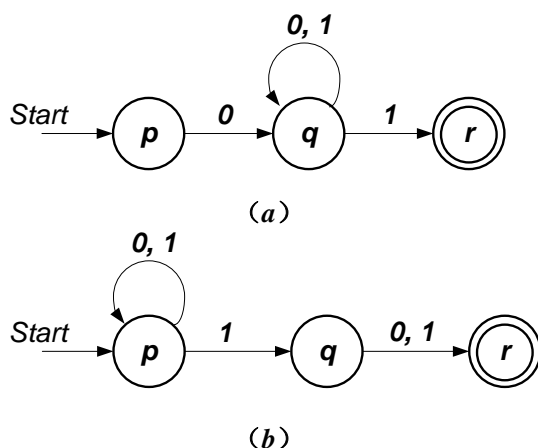 0, 1
Start p 0 q 1 r
（a）
0, 1
Start p 1 q 0, 1 r
（b）